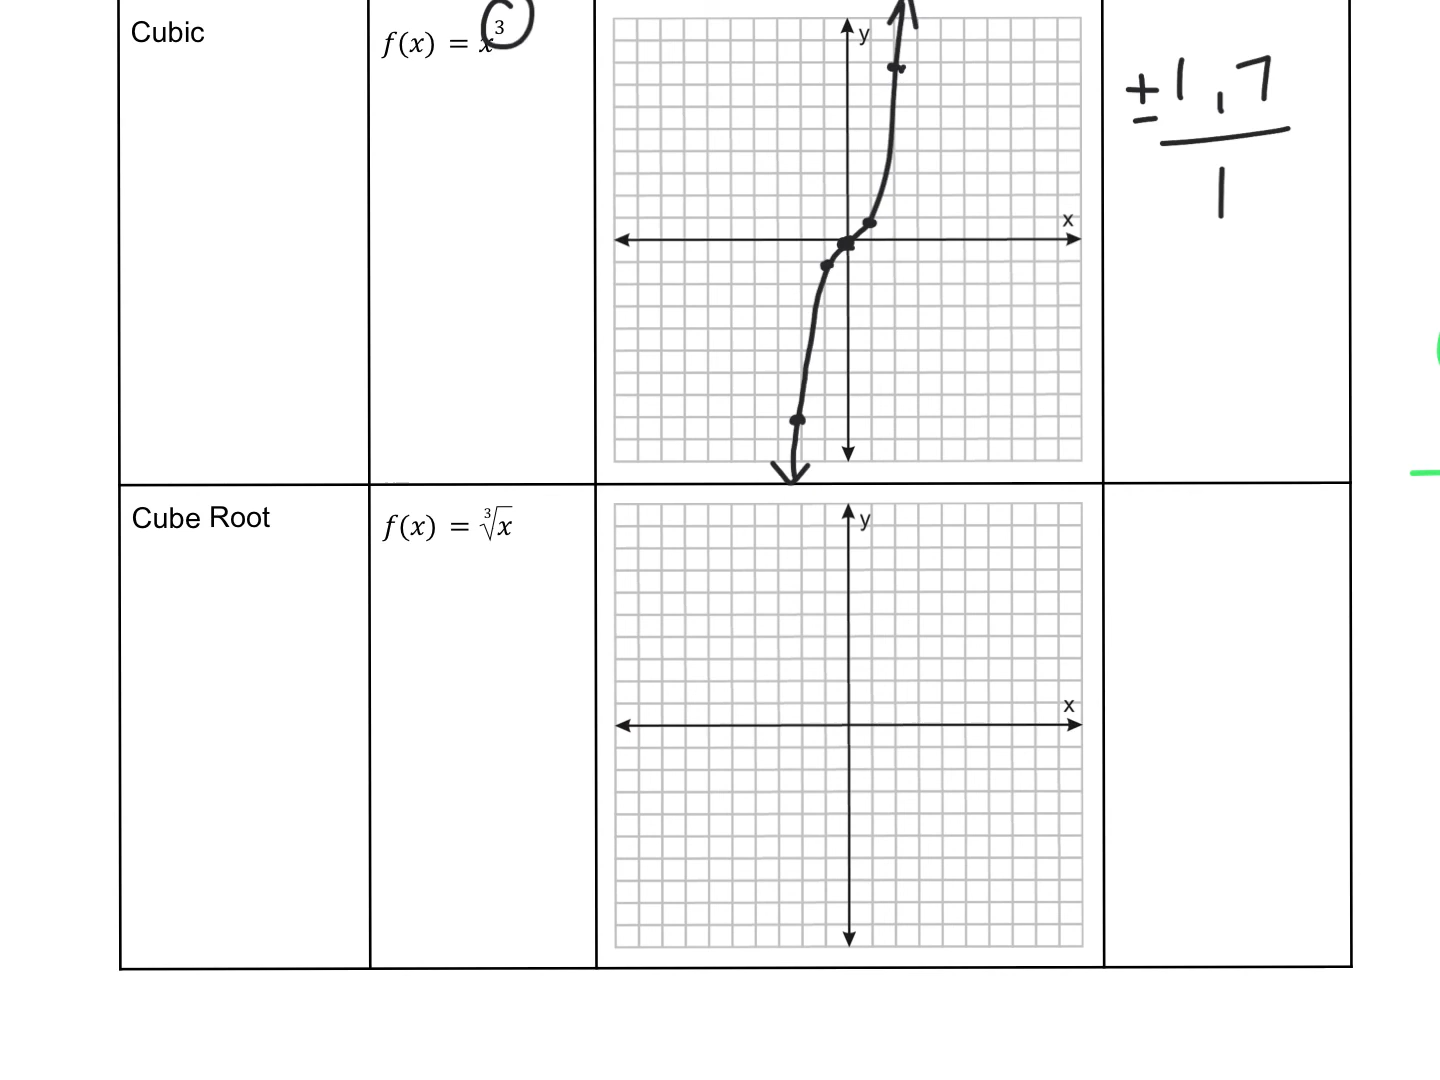 Cubic
f(x) = x³
y
x
± 1, 7
1
Cube Root
f(x) = ∛x
y
x